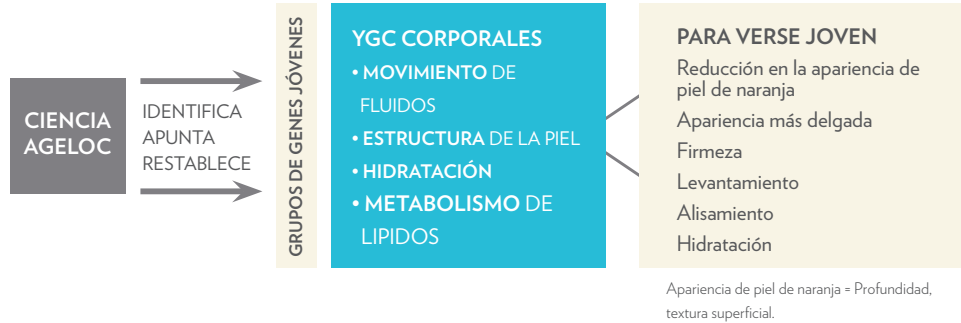 CIENCIA
AGELOC
IDENTIFICA
APUNTA
RESTABLECE
GRUPOS DE GENES JÓVENES
YGC CORPORALES
• MOVIMIENTO DE
FLUIDOS
• ESTRUCTURA DE LA PIEL
• HIDRATACIÓN
• METABOLISMO DE
LIPIDOS
PARA VERSE JOVEN
Reducción en la apariencia de
piel de naranja
Apariencia más delgada
Firmeza
Levantamiento
Alisamiento
Hidratación
Apariencia de piel de naranja = Profundidad,
textura superficial.